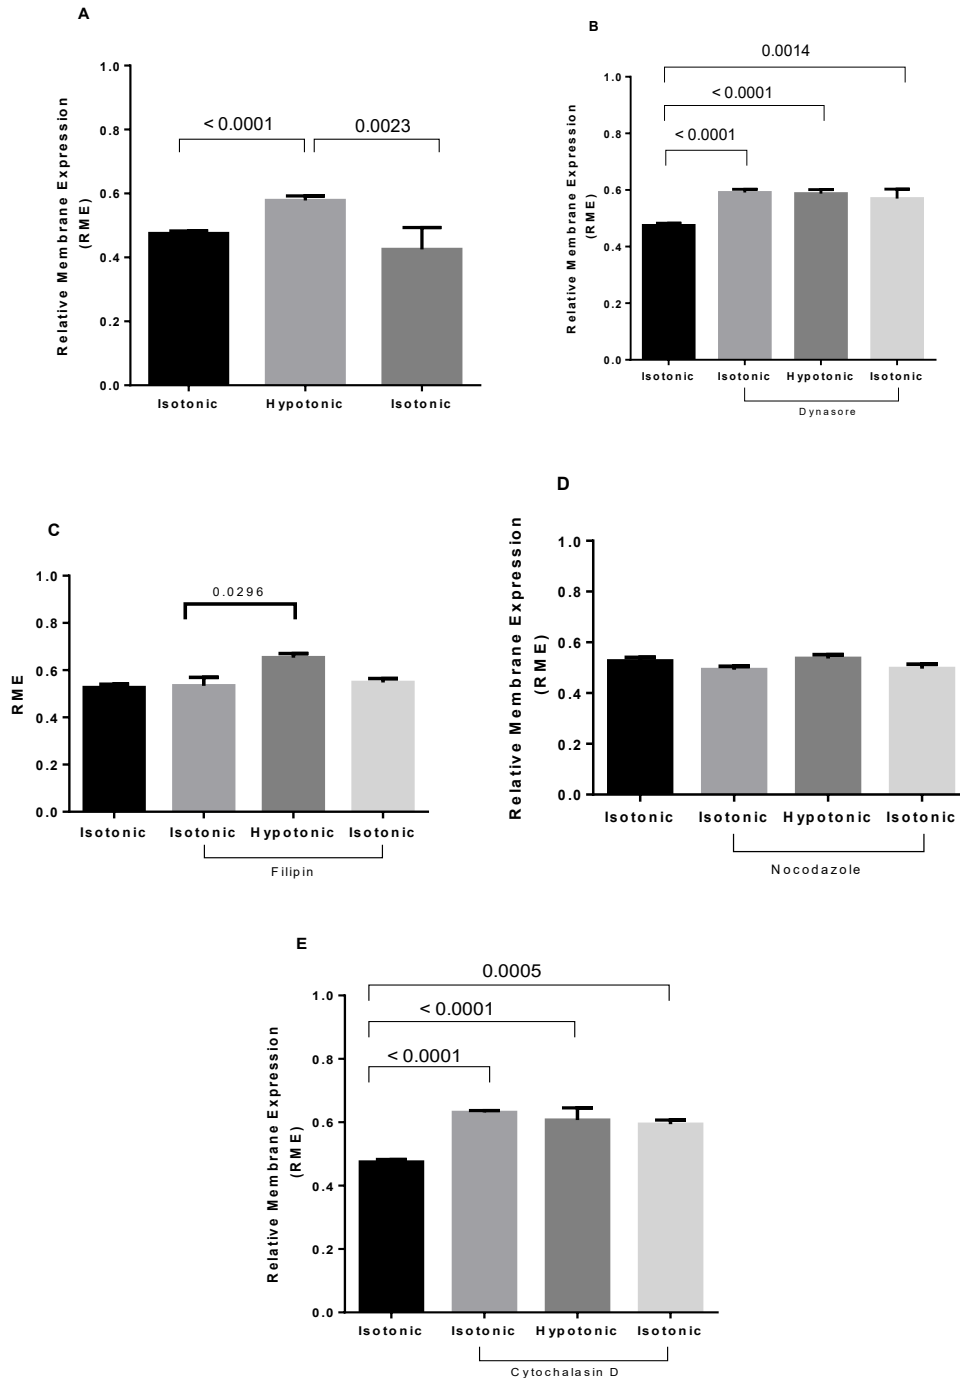 A
Relative Membrane Expression
(RME)
1.0
0.8
0.6
0.4
0.2
0.0
< 0.0001
0.0023
Isotonic
Hypotonic
Isotonic
B
Relative Membrane Expression
(RME)
1.0
0.8
0.6
0.4
0.2
0.0
0.0014
< 0.0001
< 0.0001
Isotonic
Isotonic
Hypotonic
Isotonic
Dynasore
C
RME
1.0
0.8
0.6
0.4
0.2
0.0
0.0296
Isotonic
Isotonic
Hypotonic
Isotonic
Filipin
D
Relative Membrane Expression
(RME)
1.0
0.8
0.6
0.4
0.2
0.0
Isotonic
Isotonic
Hypotonic
Isotonic
Nocodazole
E
Relative Membrane Expression
(RME)
1.0
0.8
0.6
0.4
0.2
0.0
0.0005
< 0.0001
< 0.0001
Isotonic
Isotonic
Hypotonic
Isotonic
Cytochalasin D